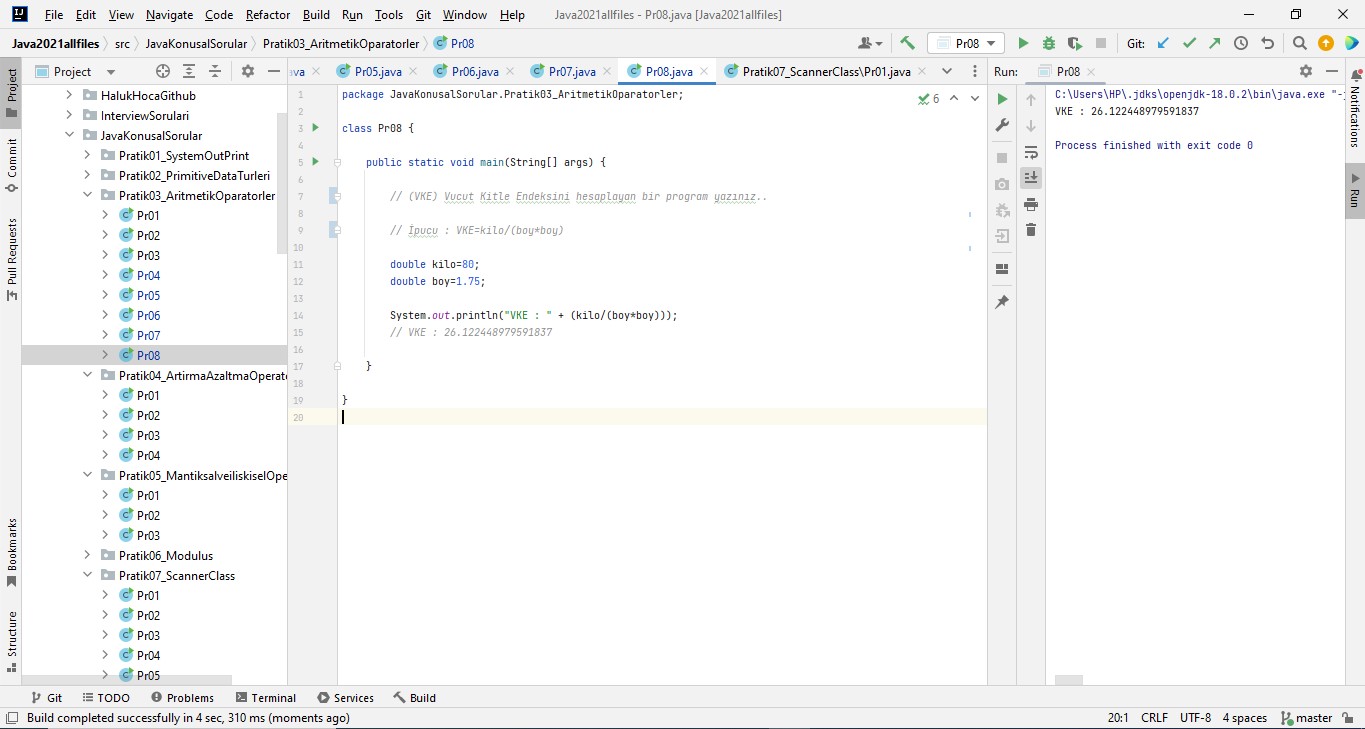 File Edit View Navigate Code Refactor Build Run Tools Git Window Help Java2021allfiles - Pr08.java [Java2021allfiles]
Java2021allfiles src JavaKonusalSorular Pratik03_AritmetikOparatorler Pr08 Pr08 Git:
Project ava Pr05.java Pr06.java Pr07.java Pr08.java Pratik07_ScannerClass\Pr01.java Run: Pr08
Project
Commit
Pull Requests
Bookmarks
Structure
HalukHocaGithub
InterviewSorulari
JavaKonusalSorular
Pratik01_SystemOutPrint
Pratik02_PrimitiveDataTurleri
Pratik03_AritmetikOparatorler
Pr01
Pr02
Pr03
Pr04
Pr05
Pr06
Pr07
Pr08
Pratik04_ArtirmaAzaltmaOperat
Pr01
Pr02
Pr03
Pr04
Pratik05_MantiksalveiliskiselOpe
Pr01
Pr02
Pr03
Pratik06_Modulus
Pratik07_ScannerClass
Pr01
Pr02
Pr03
Pr04
Pr05
1 package JavaKonusalSorular.Pratik03_AritmetikOparatorler; 6
2
3 class Pr08 {
4
5 public static void main(String[] args) {
6
7 // (VKE) Vucut Kitle Endeksini hesaplayan bir program yazınız..
8
9 // İpucu : VKE=kilo/(boy*boy)
10
11 double kilo=80;
12 double boy=1.75;
13
14 System.out.println("VKE : " + (kilo/(boy*boy)));
15 // VKE : 26.122448979591837
16
17 }
18
19 }
20
C:\Users\HP\.jdks\openjdk-18.0.2\bin\java.exe "-j
VKE : 26.122448979591837
Process finished with exit code 0
Notifications
Run
Git TODO Problems Terminal Services Build
Build completed successfully in 4 sec, 310 ms (moments ago) 20:1 CRLF UTF-8 4 spaces master